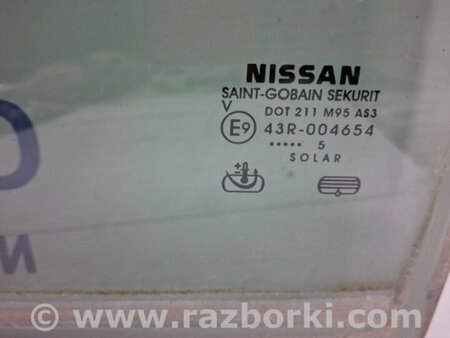 NISSAN
SAINT-GOBAIN SEKURIT
V
DOT 211 M95 AS3
E9 43R-004654
..... 5
SOLAR
© www.razborki.com